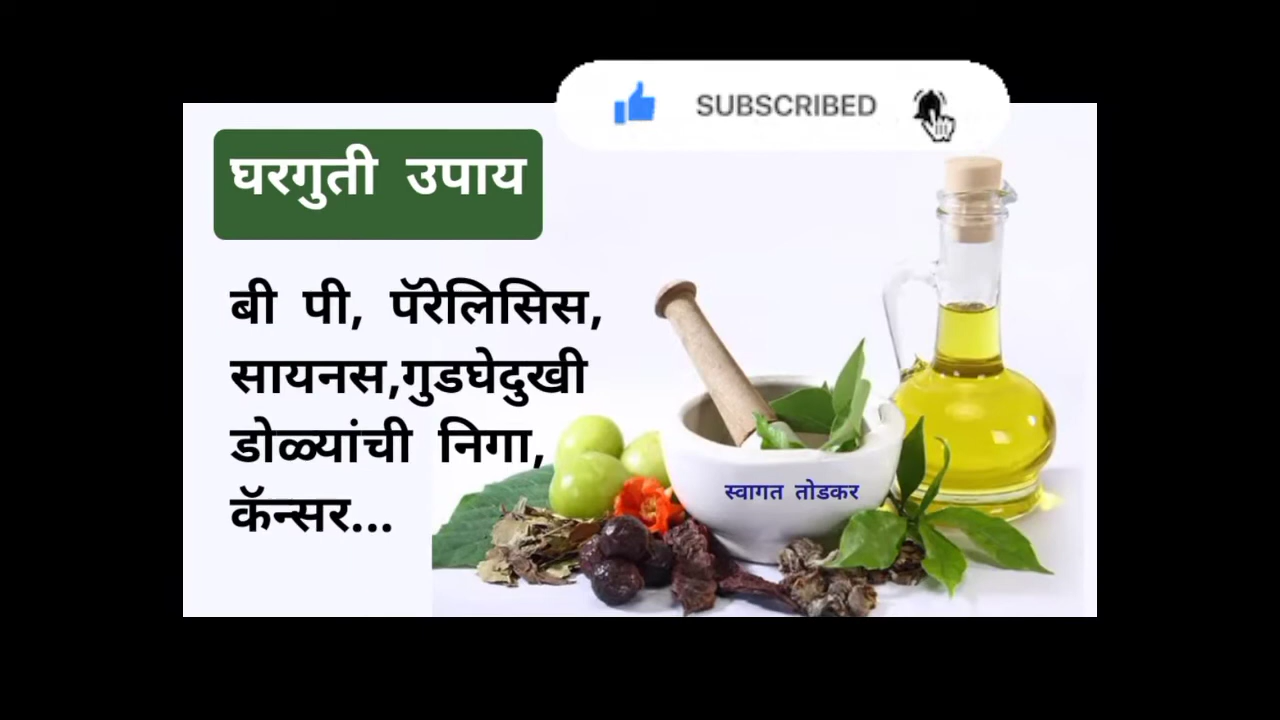 SUBSCRIBED
घरगुती उपाय
बी पी, पॅरेलिसिस,
सायनस,गुडघेदुखी
डोळ्यांची निगा,
कॅन्सर...
स्वागत तोडकर